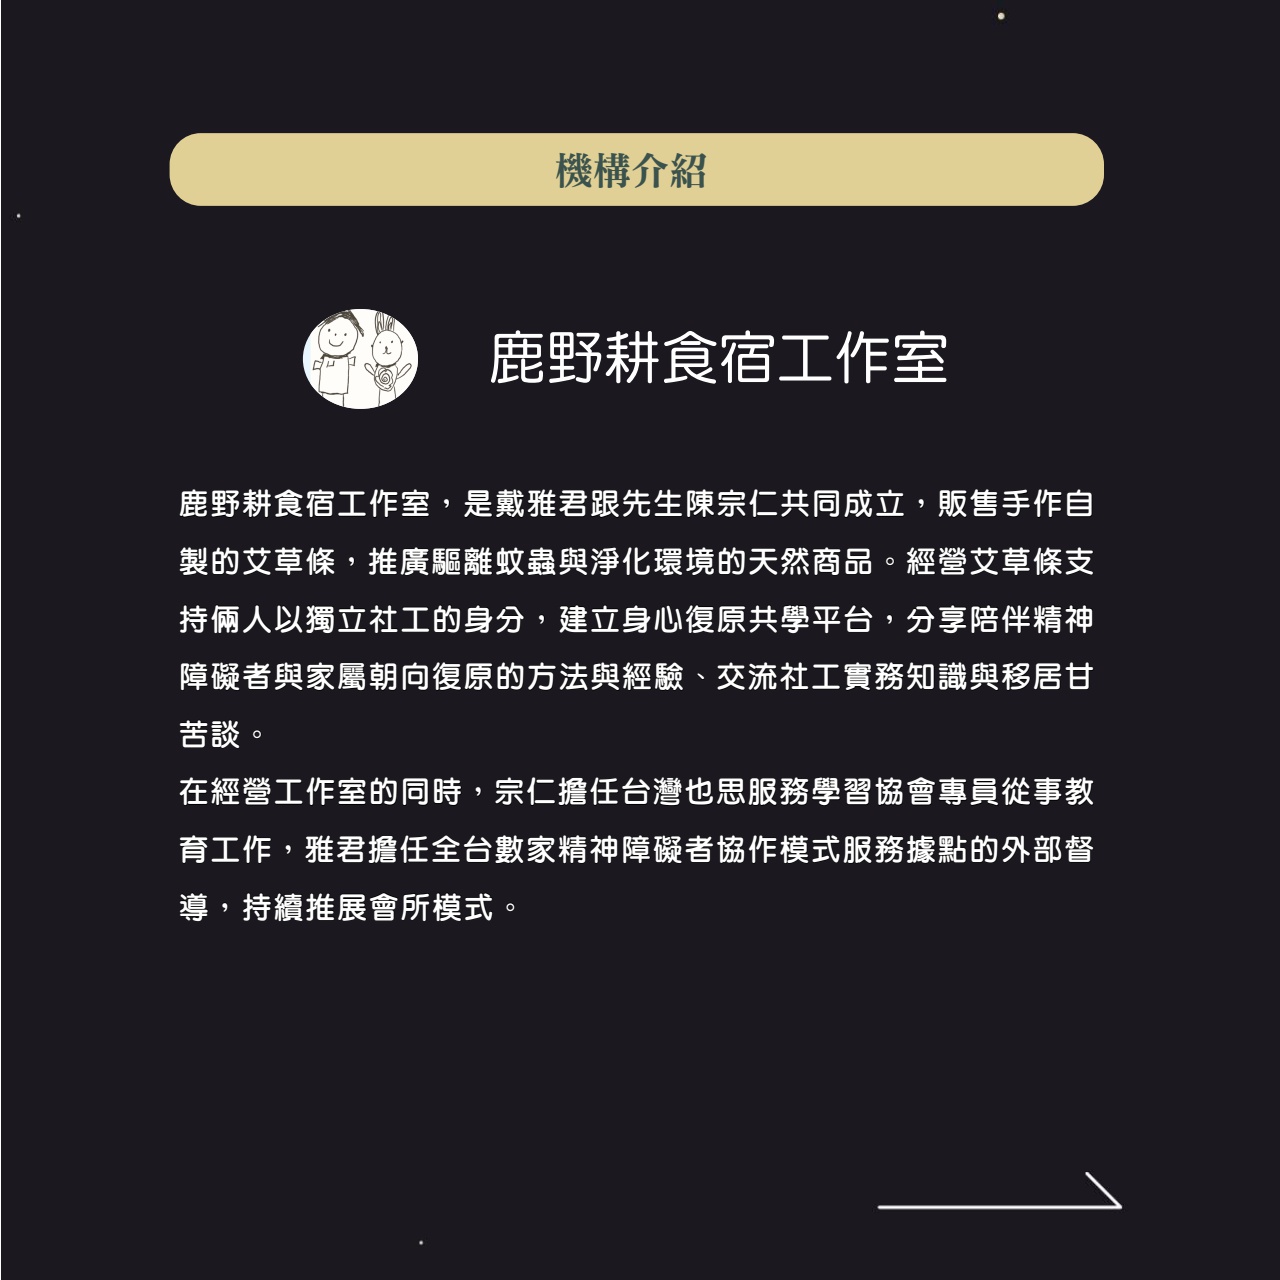 機構介紹
鹿野耕食宿工作室
鹿野耕食宿工作室，是戴雅君跟先生陳宗仁共同成立，販售手作自
製的艾草條，推廣驅離蚊蟲與淨化環境的天然商品。經營艾草條支
持倆人以獨立社工的身分，建立身心復原共學平台，分享陪伴精神
障礙者與家屬朝向復原的方法與經驗、交流社工實務知識與移居甘
苦談。
在經營工作室的同時，宗仁擔任台灣也思服務學習協會專員從事教
育工作，雅君擔任全台數家精神障礙者協作模式服務據點的外部督
導，持續推展會所模式。